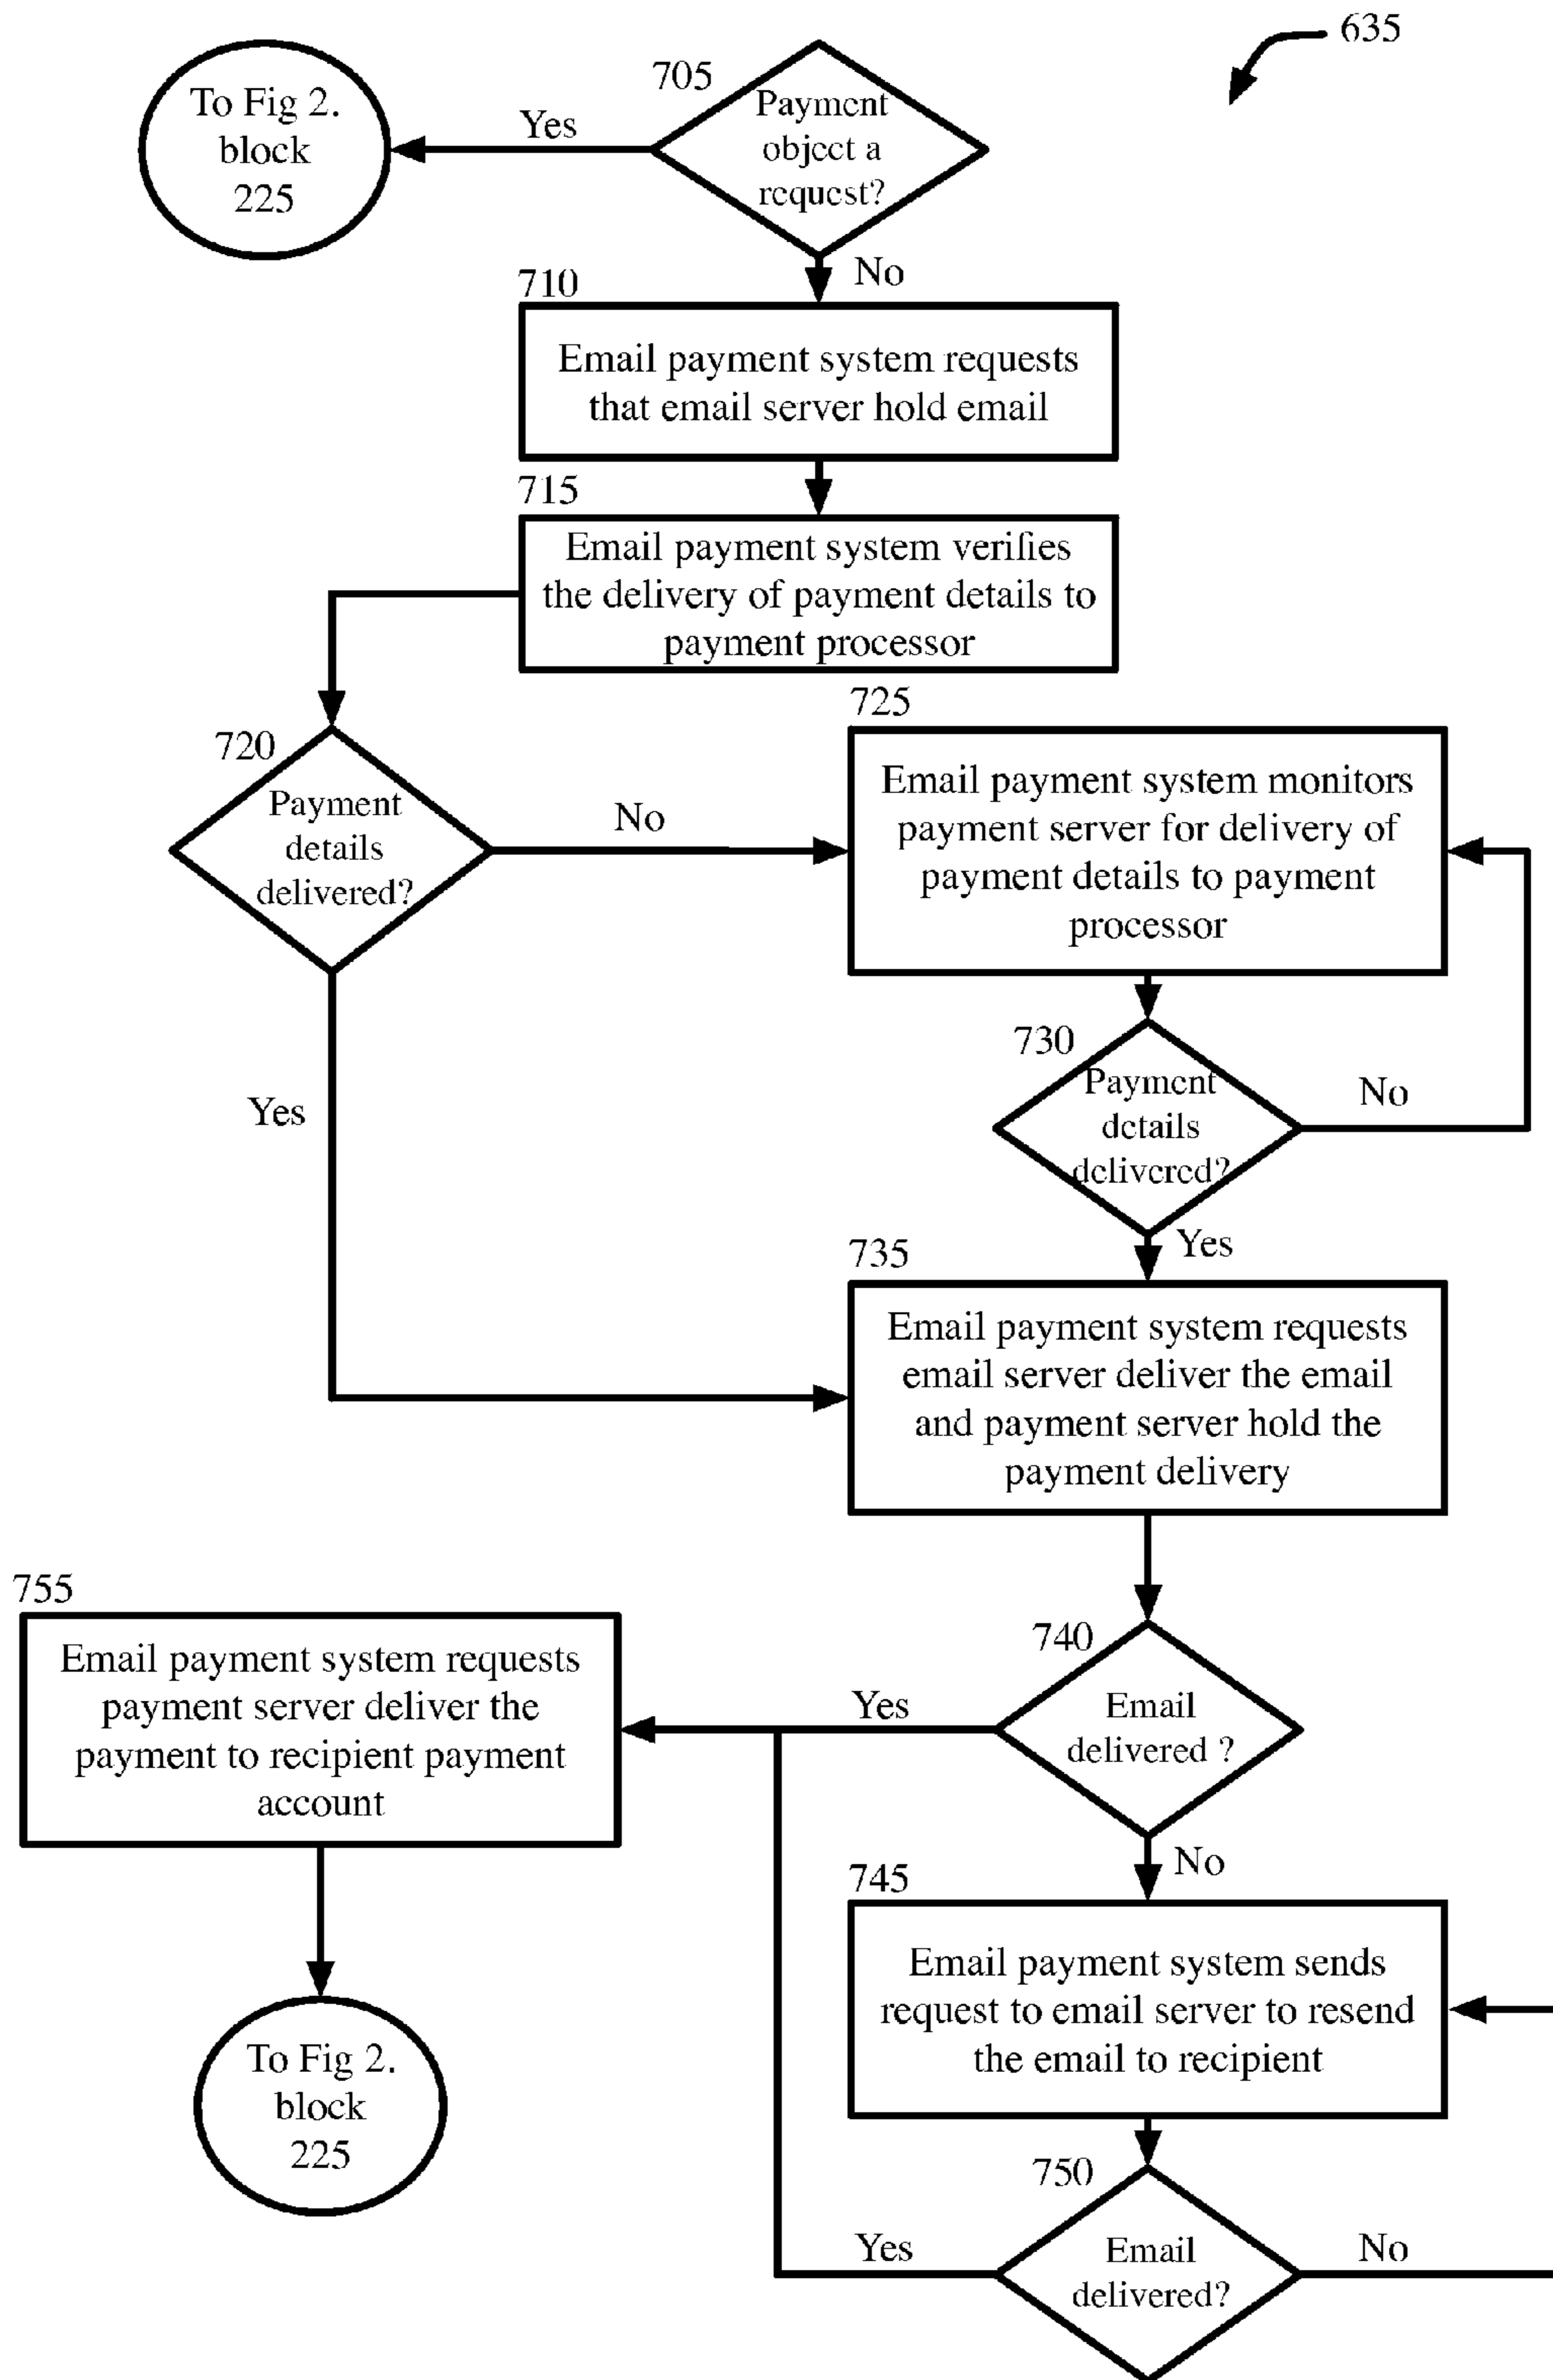 635
To Fig 2.
block
225
Yes
705
Payment
object a
request?
No
710
Email payment system requests
that email server hold email
715
Email payment system verifies
the delivery of payment details to
payment processor
720
Payment
details
delivered?
No
Yes
725
Email payment system monitors
payment server for delivery of
payment details to payment
processor
730
Payment
details
delivered?
No
Yes
735
Email payment system requests
email server deliver the email
and payment server hold the
payment delivery
740
Email
delivered ?
Yes
No
755
Email payment system requests
payment server deliver the
payment to recipient payment
account
To Fig 2.
block
225
745
Email payment system sends
request to email server to resend
the email to recipient
750
Email
delivered?
Yes
No